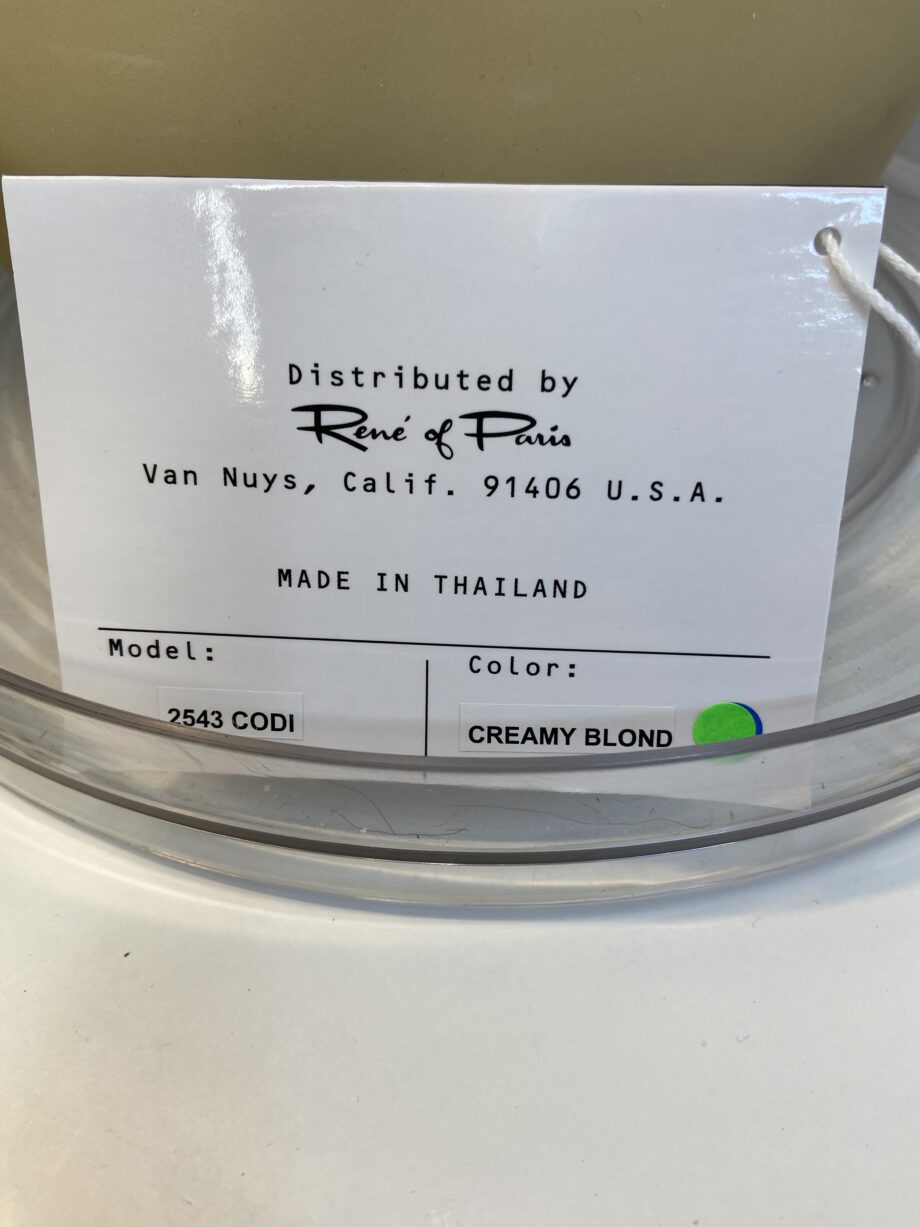 Distributed by
René of Paris
Van Nuys, Calif. 91406 U.S.A.
MADE IN THAILAND
Model:
Color:
2543 CODI
CREAMY BLOND